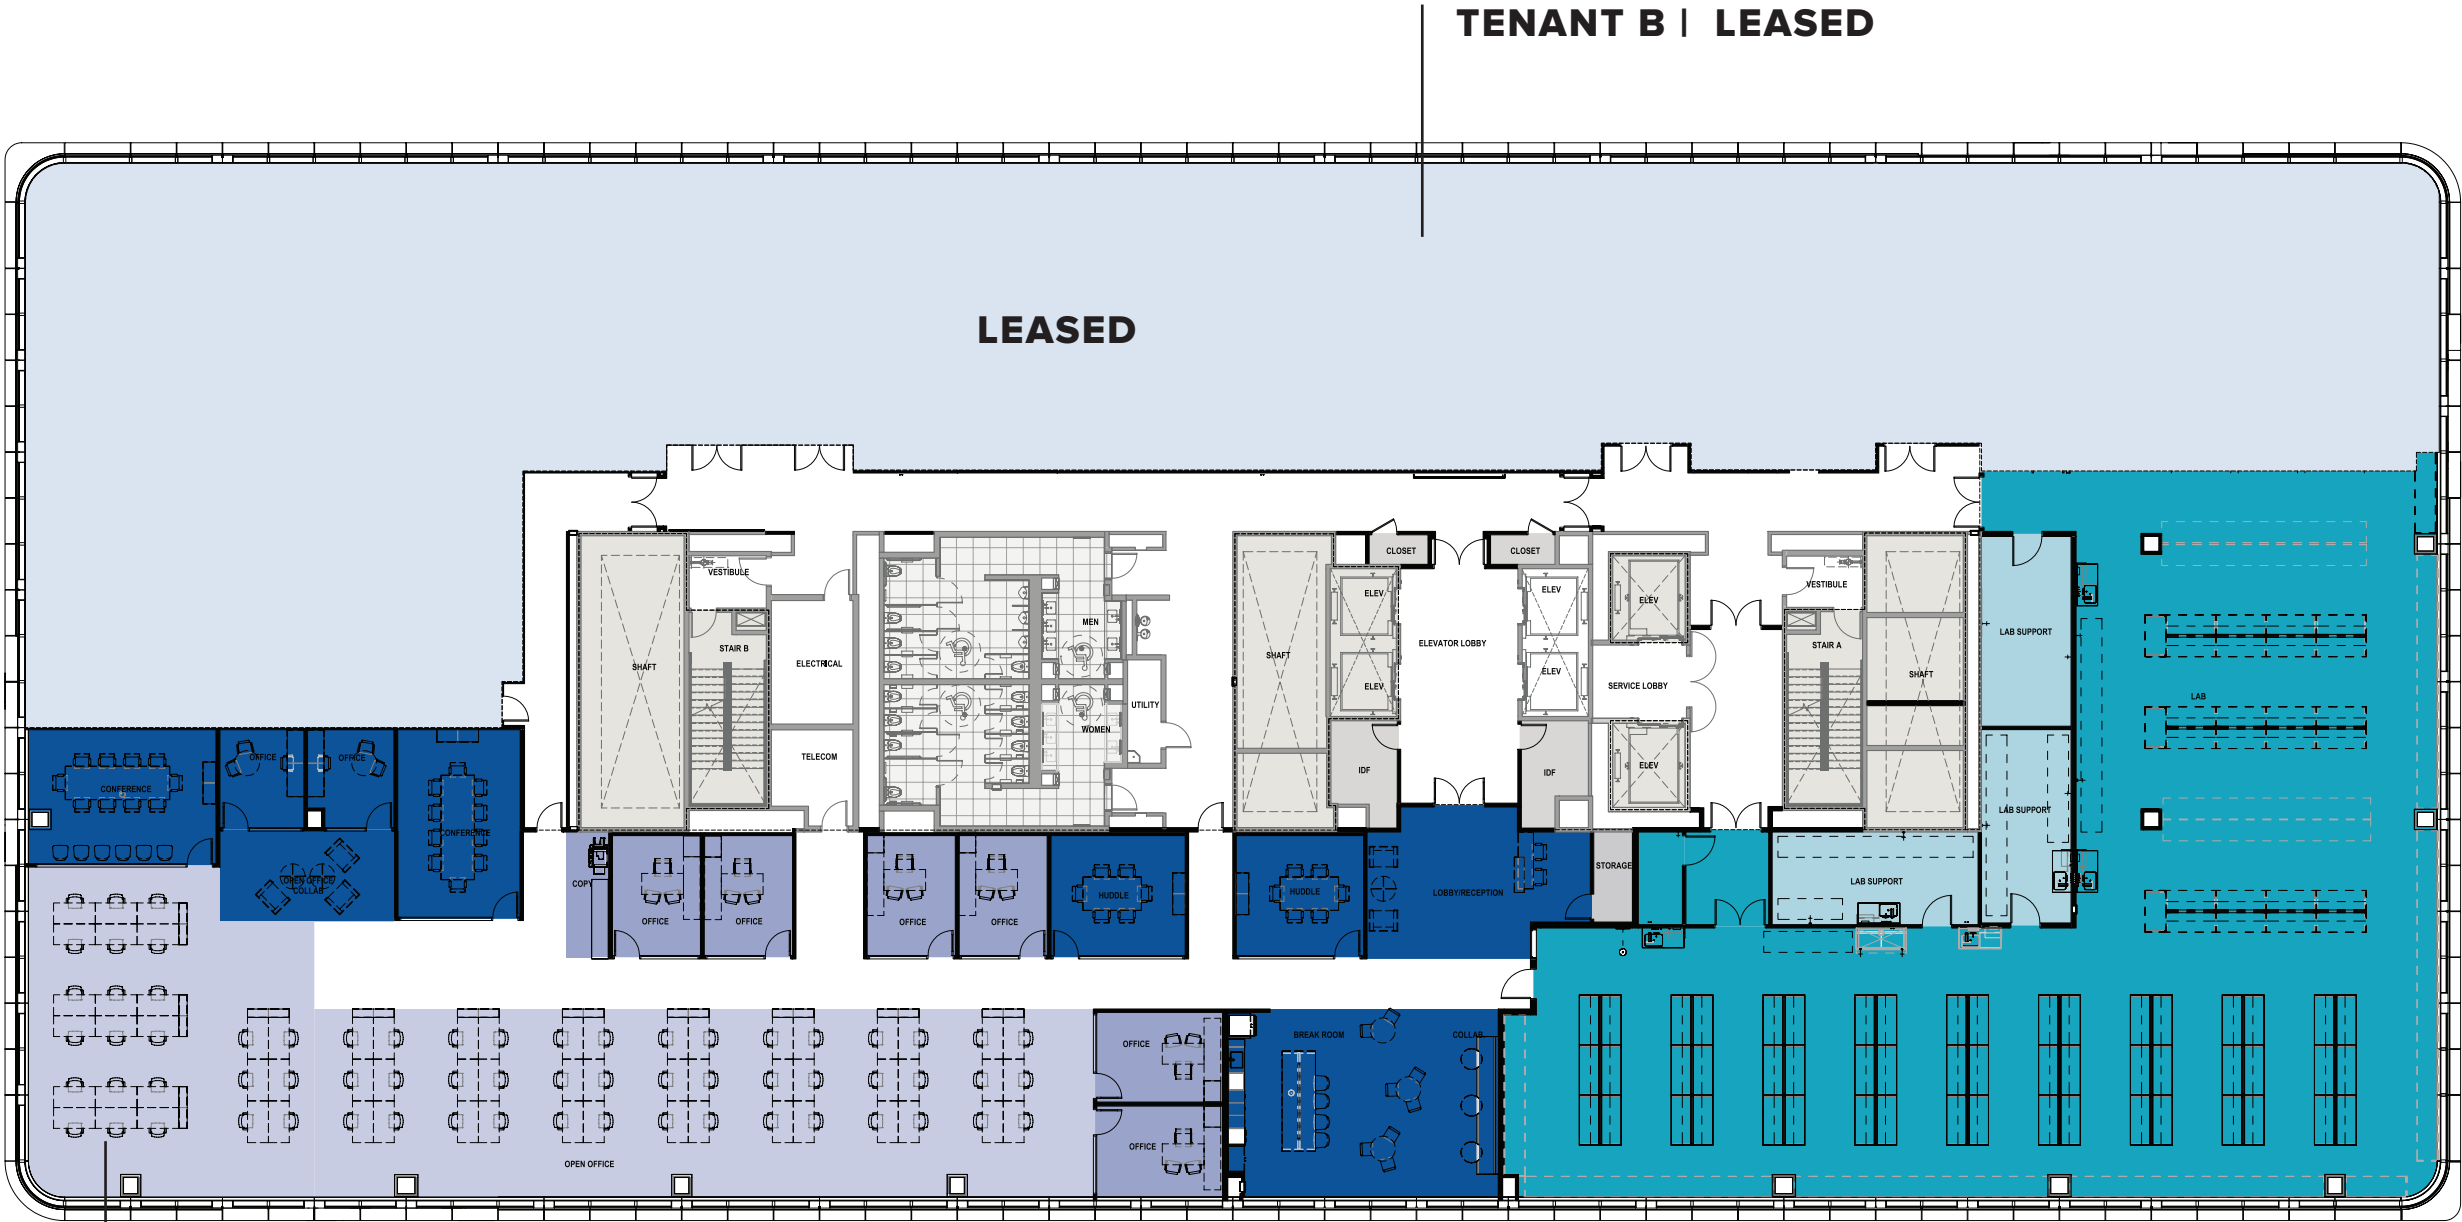 TENANT B | LEASED
LEASED
CLOSET
CLOSET
VESTIBULE
ELEV
ELEV
ELEV
VESTIBULE
MEN
LAB SUPPORT
STAIR B
ELECTRICAL
SHAFT
SHAFT
ELEVATOR LOBBY
STAIR A
SHAFT
ELEV
ELEV
SERVICE LOBBY
LAB
UTILITY
WOMEN
TELECOM
OFFICE
OFFICE
IDF
IDF
ELEV
CONFERENCE
LAB SUPPORT
CONFERENCE
STORAGE
OPEN OFFICE
COLLAB
COPY
LAB SUPPORT
HUDDLE
HUDDLE
LOBBY/RECEPTION
OFFICE
OFFICE
OFFICE
OFFICE
BREAK ROOM
COLLAB
OFFICE
OFFICE
OPEN OFFICE